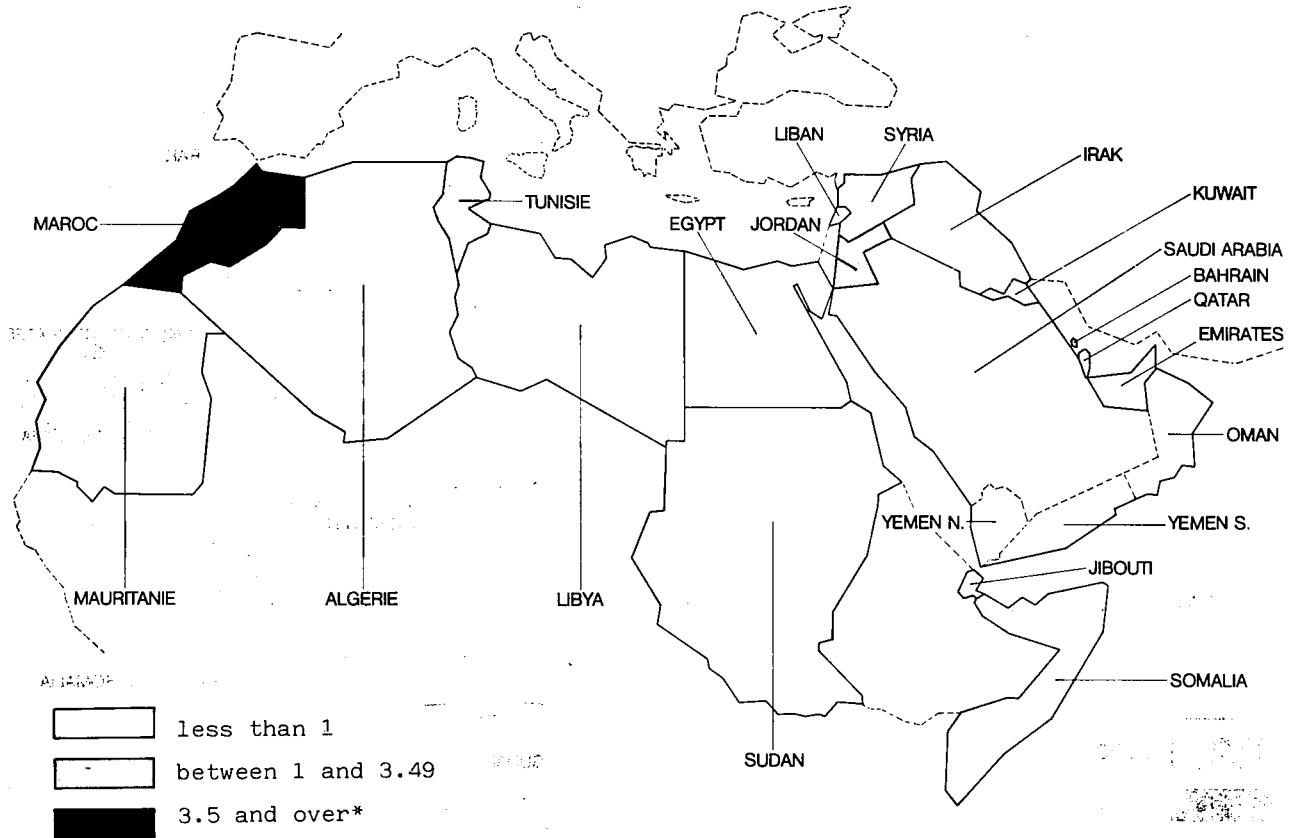 LIBAN
SYRIA
IRAK
MAROC
TUNISIE
EGYPT
JORDAN
KUWAIT
SAUDI ARABIA
BAHRAIN
QATAR
EMIRATES
OMAN
YEMEN N.
YEMEN S.
JIBOUTI
MAURITANIE
ALGERIE
LIBYA
SOMALIA
SUDAN
less than 1
between 1 and 3.49
3.5 and over*